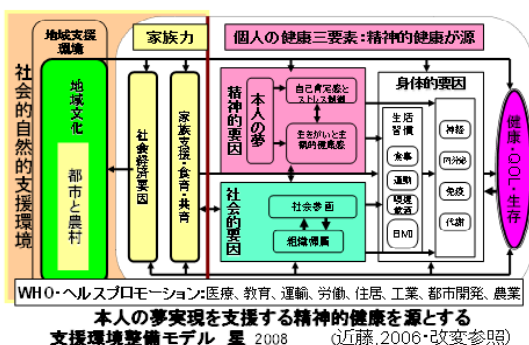 地域支援
環境
家族力
個人の健康三要素:精神的健康が源
社会的自然的支援環境
地域文化
都市と農村
社会経済要因
家族支援・食育・共育
精神的要因
本人の夢
自己肯定感と
ストレス制御
生きがいと主
観的健康感
社会的要因
社会参画
組織帰属
身体的要因
生活
習慣
食事
運動
喫煙
飲酒
BMI
神経
内分泌
免疫
代謝
健康・QOL・生存
WHO・ヘルスプロモーション:医療、教育、運輸、労働、住居、工業、都市開発、農業
本人の夢実現を支援する精神的健康を源とする
支援環境整備モデル 星 2008 (近藤,2006・改変参照)